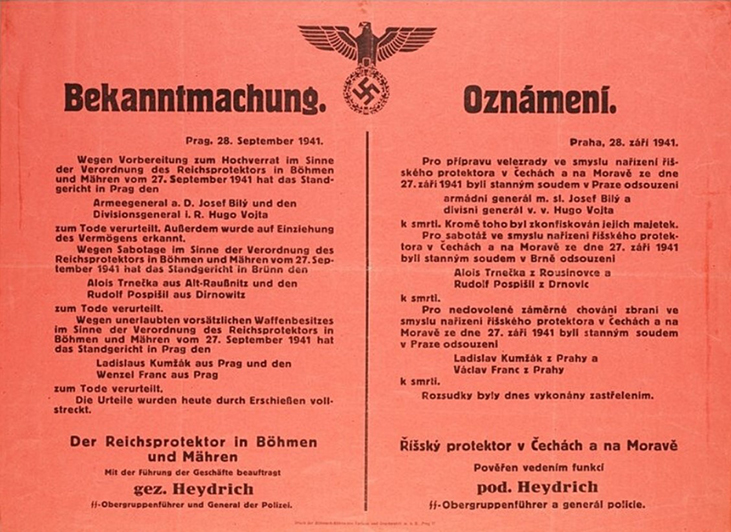 Bekanntmachung.
Prag, 28. September 1941.
Wegen Vorbereitung zum Hochverrat im Sinne
der Verordnung des Reichsprotektors in Böhmen
und Mähren vom 27. September 1941 hat das Stand-
gericht in Prag den
Armeegeneral a. D. Josef Bílý und den
Divisionsgeneral i. R. Hugo Vojta
zum Tode verurteilt. Außerdem wurde auf Einziehung
des Vermögens erkannt.
Wegen Sabotage im Sinne der Verordnung des
Reichsprotektors in Böhmen und Mähren vom 27. Sep-
tember 1941 hat das Standgericht in Brünn den
Alois Trnečka aus Alt-Raußnitz und den
Rudolf Pospišil aus Dirnowitz
zum Tode verurteilt.
Wegen unerlaubten vorsätzlichen Waffenbesitzes
im Sinne der Verordnung des Reichsprotektors in
Böhmen und Mähren vom 27. September 1941 hat
das Standgericht in Prag den
Ladislaus Kumžák aus Prag und den
Wenzel Franc aus Prag
zum Tode verurteilt.
Die Urteile wurden heute durch Erschießen voll-
streckt.
Der Reichsprotektor in Böhmen
und Mähren
Mit der Führung der Geschäfte beauftragt
gez. Heydrich
SS-Obergruppenführer und General der Polizei.
Oznámení.
Praha, 28. září 1941.
Pro přípravu velezrady ve smyslu nařízení říš-
ského protektora v Čechách a na Moravě ze dne
27. září 1941 byli stanným soudem v Praze odsouzeni
armádní generál m. sl. Josef Bílý a
divisní generál v. v. Hugo Vojta
k smrti. Kromě toho byl zkonfiskován jejich majetek.
Pro sabotáž ve smyslu nařízení říšského protek-
tora v Čechách a na Moravě ze dne 27. září 1941
byli stanným soudem v Brně odsouzeni
Alois Trnečka z Rousinovce a
Rudolf Pospíšil z Drnovic
k smrti.
Pro nedovolené záměrné chování zbraní ve
smyslu nařízení říšského protektora v Čechách a na
Moravě ze dne 27. září 1941 byli stanným soudem
v Praze odsouzeni
Ladislav Kumžák z Prahy a
Václav Franc z Prahy
k smrti.
Rozsudky byly dnes vykonány zastřelením.
Říšský protektor v Čechách a na Moravě
Pověřen vedením funkcí
pod. Heydrich
SS-Obergruppenführer a generál policie.